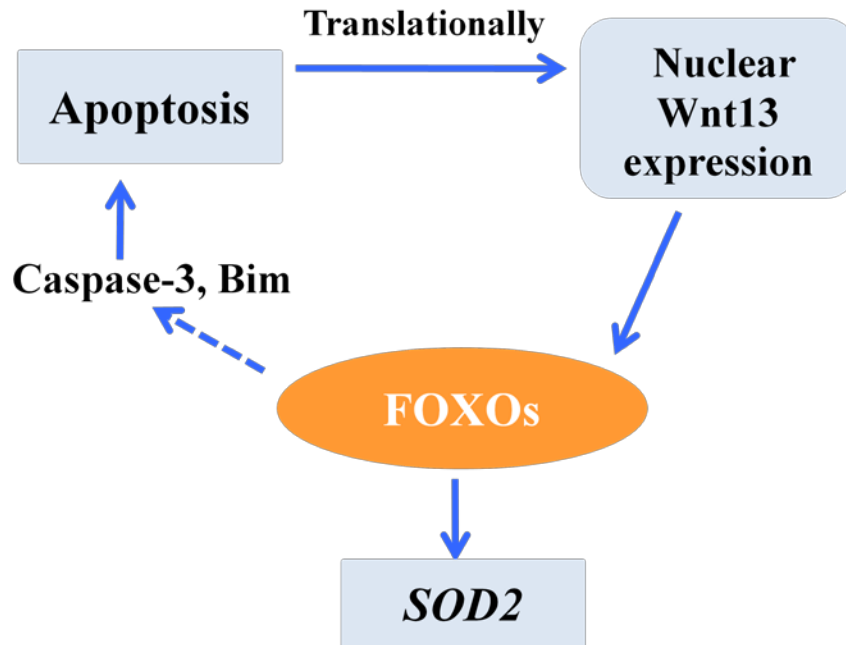 Translationally
Apoptosis
Nuclear
Wnt13
expression
Caspase-3, Bim
FOXOs
SOD2